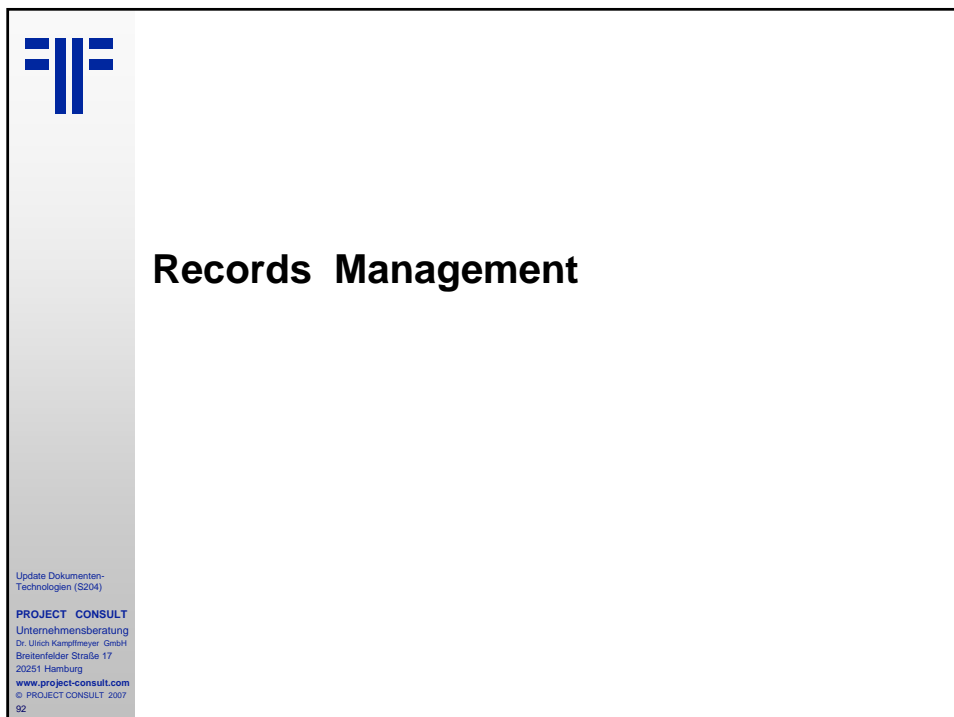 Records Management
Update Dokumenten-
Technologien (S204)
PROJECT CONSULT
Unternehmensberatung
Dr. Ulrich Kampffmeyer GmbH
Breitenfelder Straße 17
20251 Hamburg
www.project-consult.com
© PROJECT CONSULT 2007
92